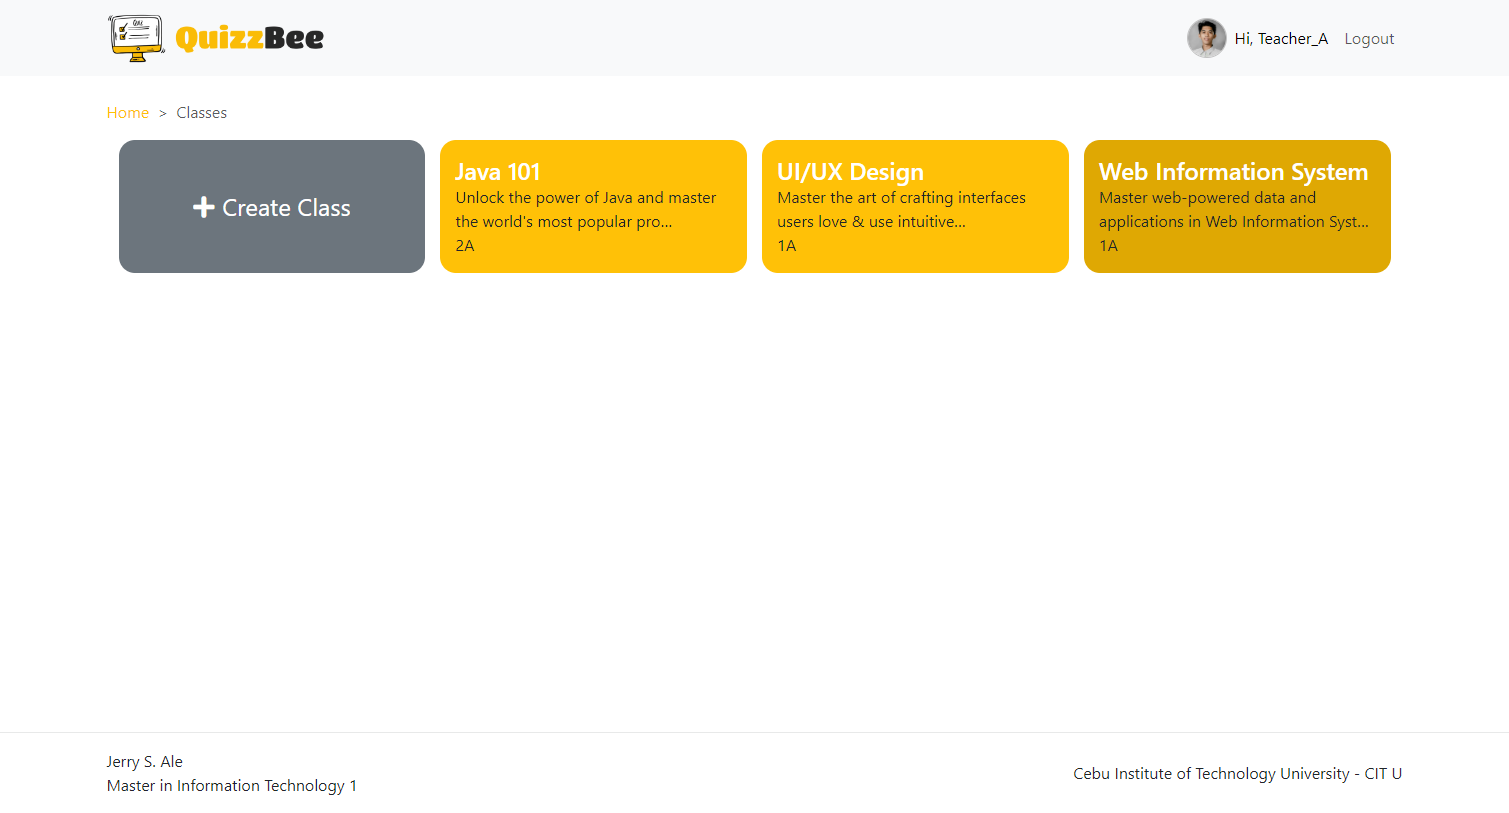 QUIZ
QuizzBee
Hi, Teacher_A
Logout
Home > Classes
Create Class
Java 101
Unlock the power of Java and master
the world's most popular pro...
2A
UI/UX Design
Master the art of crafting interfaces
users love & use intuitive...
1A
Web Information System
Master web-powered data and
applications in Web Information Syst...
1A
Jerry S. Ale
Master in Information Technology 1
Cebu Institute of Technology University - CIT U